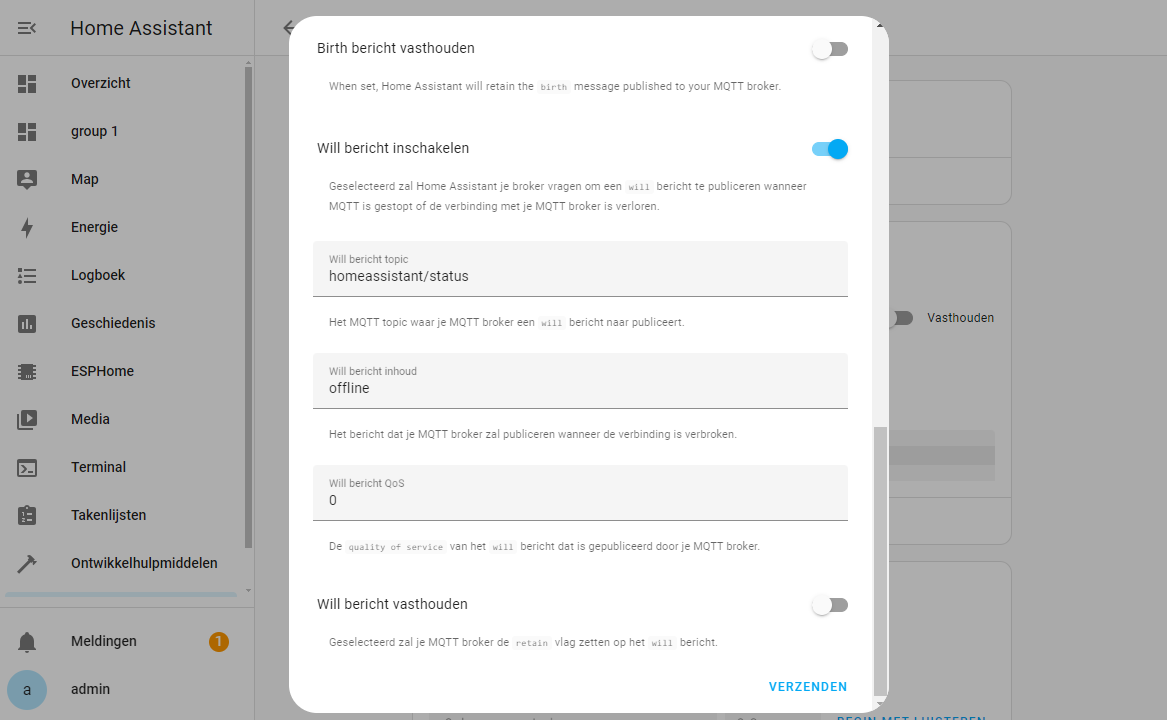 Home Assistant
Overzicht
group 1
Map
Energie
Logboek
Geschiedenis
ESPHome
Media
Terminal
Takenlijsten
Ontwikkelhulpmiddelen
Meldingen
1
a
admin
Birth bericht vasthouden
When set, Home Assistant will retain the birth message published to your MQTT broker.
Will bericht inschakelen
Geselecteerd zal Home Assistant je broker vragen om een will bericht te publiceren wanneer
MQTT is gestopt of de verbinding met je MQTT broker is verloren.
Will bericht topic
homeassistant/status
Het MQTT topic waar je MQTT broker een will bericht naar publiceert.
Will bericht inhoud
offline
Het bericht dat je MQTT broker zal publiceren wanneer de verbinding is verbroken.
Will bericht QoS
0
De quality of service van het will bericht dat is gepubliceerd door je MQTT broker.
Will bericht vasthouden
Geselecteerd zal je MQTT broker de retain vlag zetten op het will bericht.
VERZENDEN
Vasthouden
BEGIN MET LUISTEREN